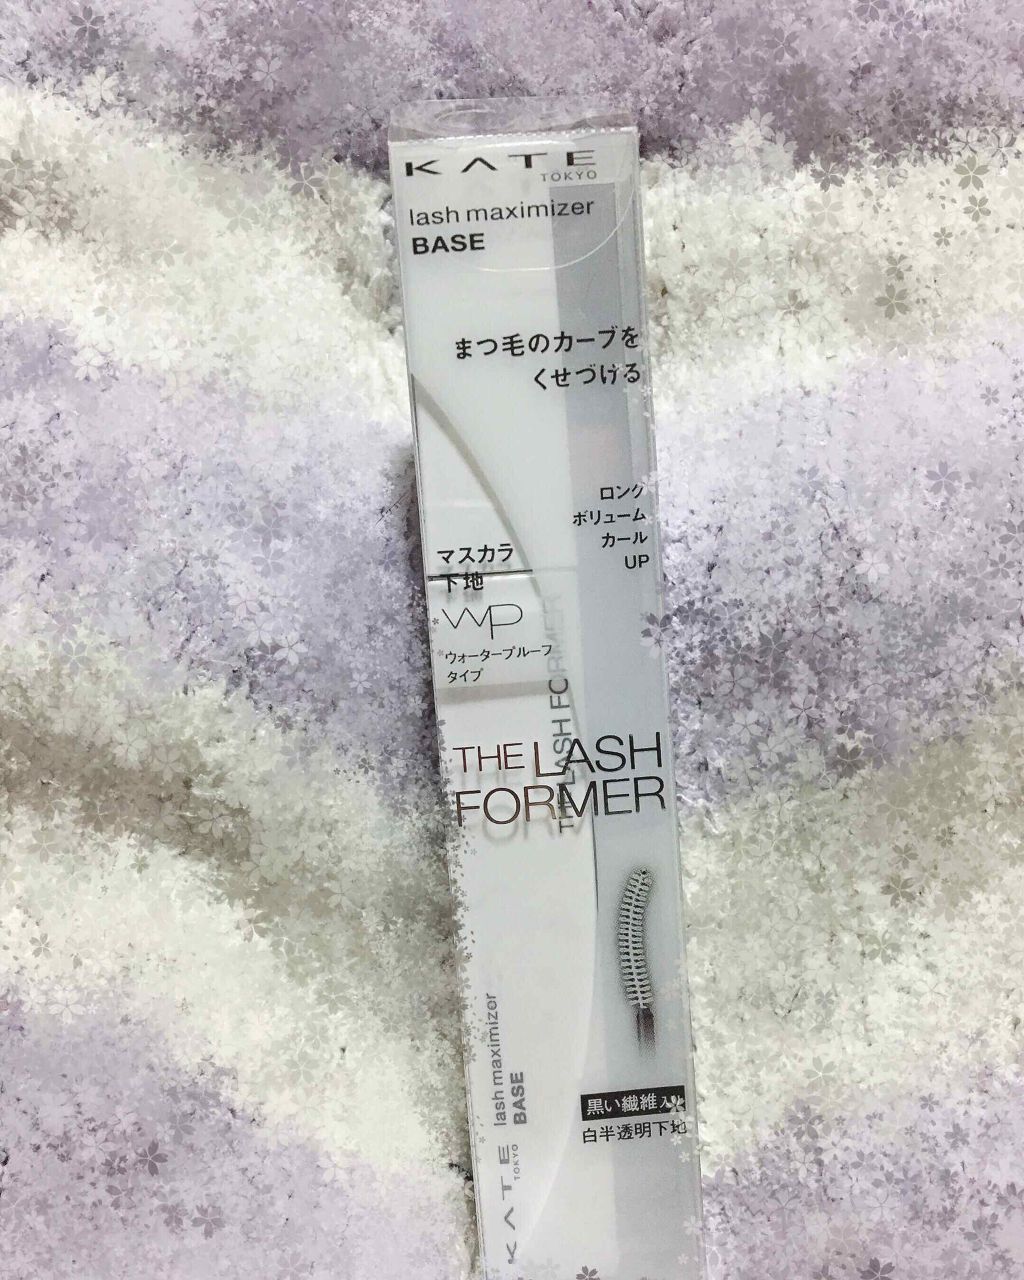 KATE
TOKYO
lash maximizer
BASE
まつ毛のカーブを
くせづける
ロング
ボリューム
カール
UP
マスカラ
下地
WP
ウォータープルーフ
タイプ
THE LASH FORMER
THE LASH
FORMER
黒い繊維入り
白半透明下地
KATE
TOKYO
lash maximizer
BASE